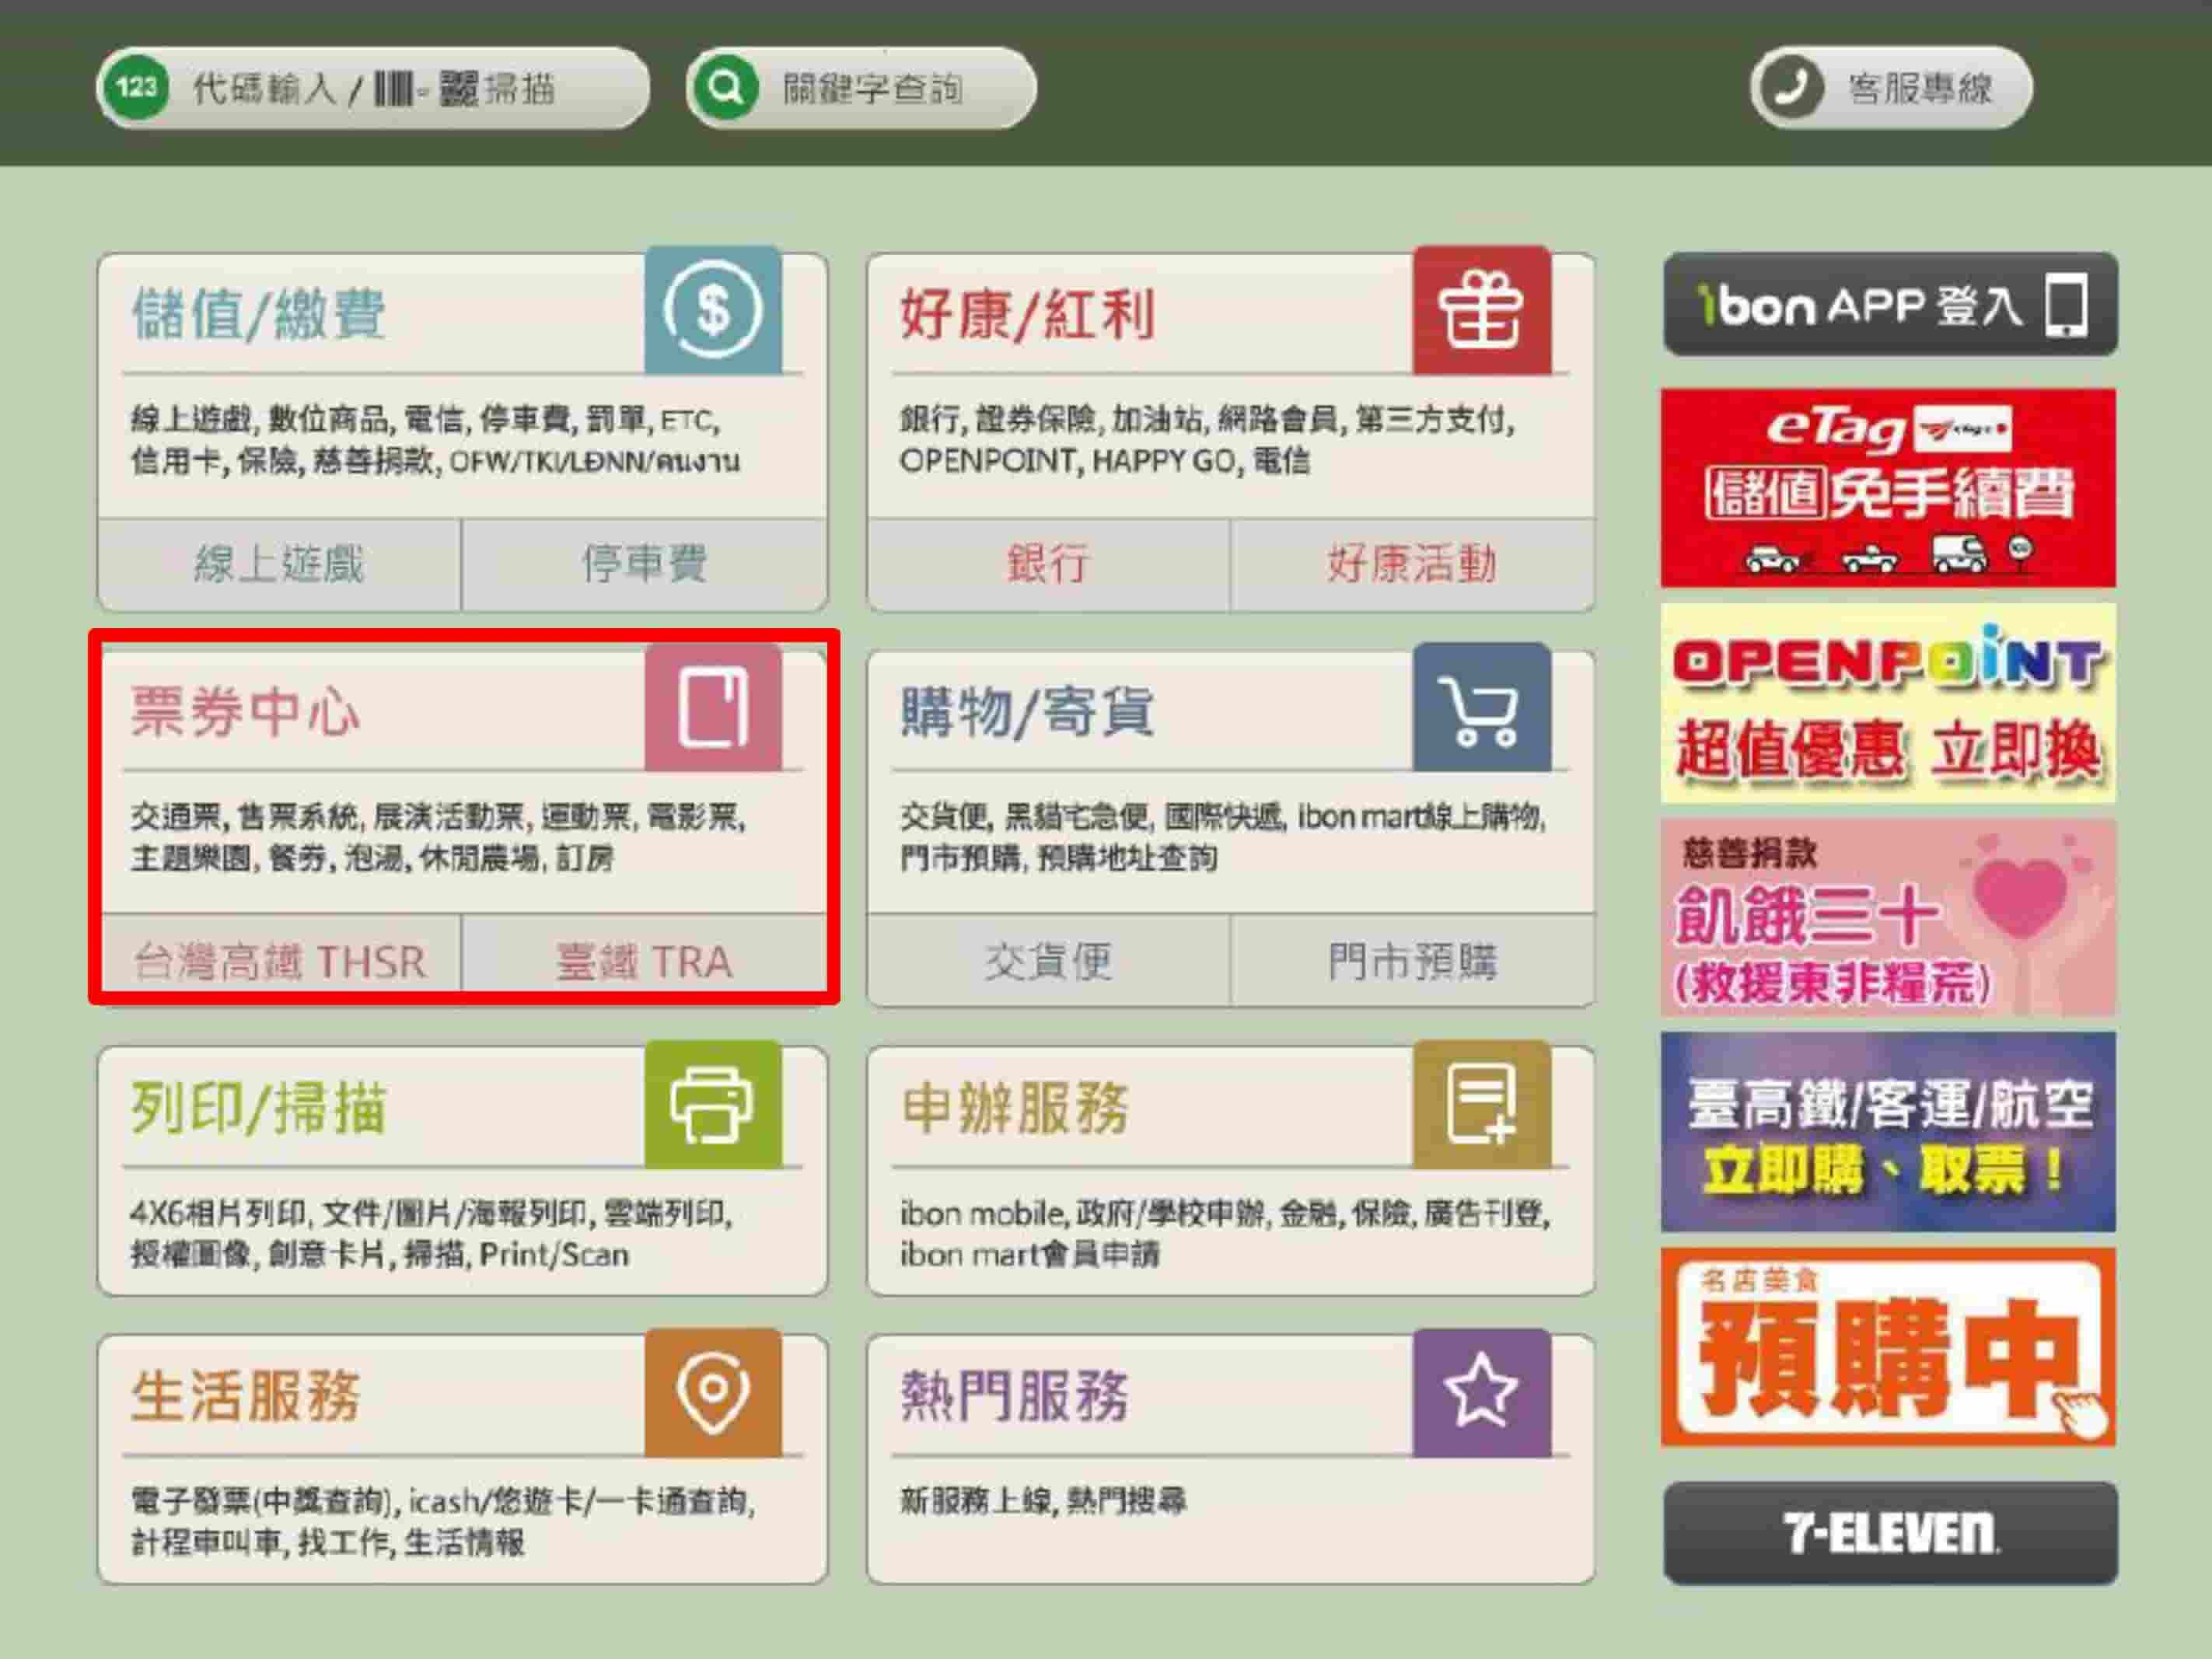 123 代碼輸入 / 掃描
關鍵字查詢
客服專線
儲值/繳費
線上遊戲, 數位商品, 電信, 停車費, 罰單, ETC,
信用卡, 保險, 慈善捐款, OFW/TKI/LĐNN/คนงาน
線上遊戲
停車費
好康/紅利
銀行, 證券保險, 加油站, 網路會員, 第三方支付,
OPENPOINT, HAPPY GO, 電信
銀行
好康活動
票券中心
交通票, 售票系統, 展演活動票, 運動票, 電影票,
主題樂園, 餐券, 泡湯, 休閒農場, 訂房
台灣高鐵 THSR
臺鐵 TRA
購物/寄貨
交貨便, 黑貓宅急便, 國際快遞, ibon mart線上購物,
門市預購, 預購地址查詢
交貨便
門市預購
列印/掃描
4X6相片列印, 文件/圖片/海報列印, 雲端列印,
授權圖像, 創意卡片, 掃描, Print/Scan
申辦服務
ibon mobile, 政府/學校申辦, 金融, 保險, 廣告刊登,
ibon mart會員申請
生活服務
電子發票(中獎查詢), icash/悠遊卡/一卡通查詢,
計程車叫車, 找工作, 生活情報
熱門服務
新服務上線, 熱門搜尋
ibon APP 登入
eTag
儲值免手續費
OPENPOINT
超值優惠 立即換
慈善捐款
飢餓三十
(救援東非糧荒)
臺高鐵/客運/航空
立即購、取票！
名店美食
預購中
7-ELEVEN